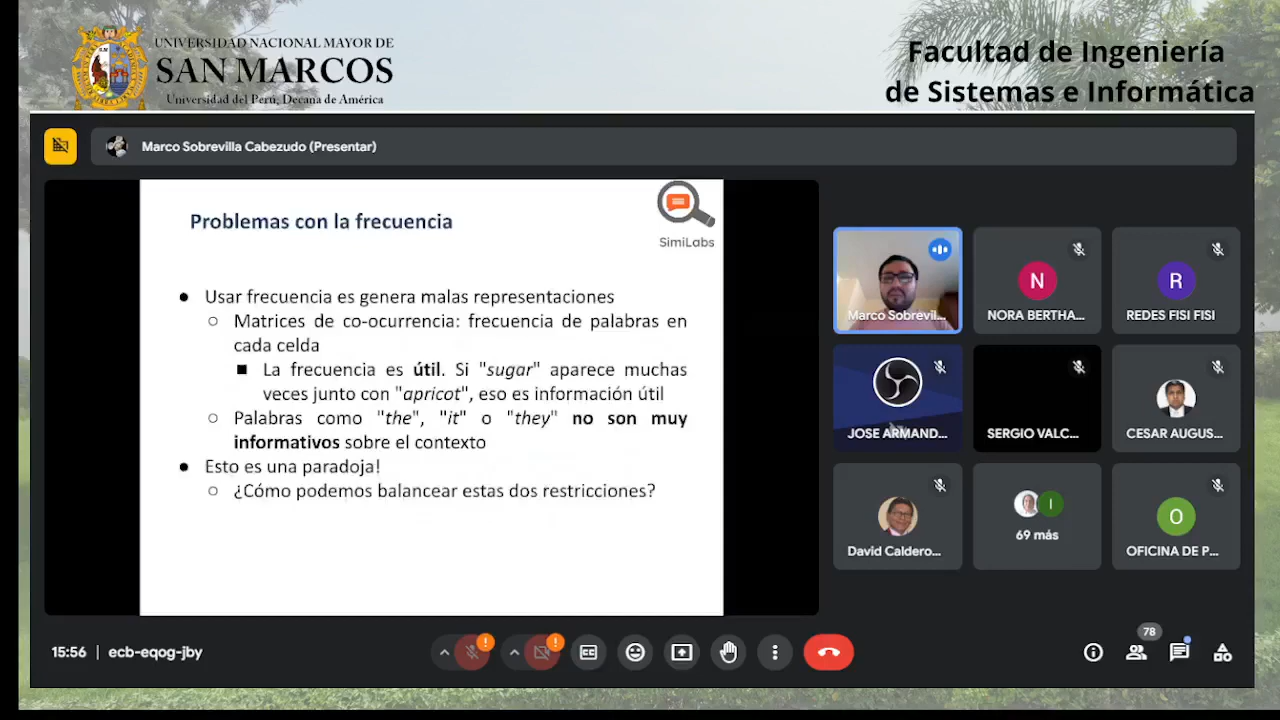 UNIVERSIDAD NACIONAL MAYOR DE
SAN MARCOS
Universidad del Perú, Decana de América
Facultad de Ingeniería
de Sistemas e Informática
Marco Sobrevilla Cabezudo (Presentar)
Problemas con la frecuencia
SimiLabs
● Usar frecuencia es genera malas representaciones
○ Matrices de co-ocurrencia: frecuencia de palabras en
cada celda
■ La frecuencia es útil. Si "sugar" aparece muchas
veces junto con "apricot", eso es información útil
○ Palabras como "the", "it" o "they" no son muy
informativos sobre el contexto
● Esto es una paradoja!
○ ¿Cómo podemos balancear estas dos restricciones?
Marco Sobrevil...
N
NORA BERTHA...
R
REDES FISI FISI
JOSE ARMAND...
SERGIO VALC...
CESAR AUGUS...
David Caldero...
I
69 más
O
OFICINA DE P...
15:56 | ecb-eqog-jby
78